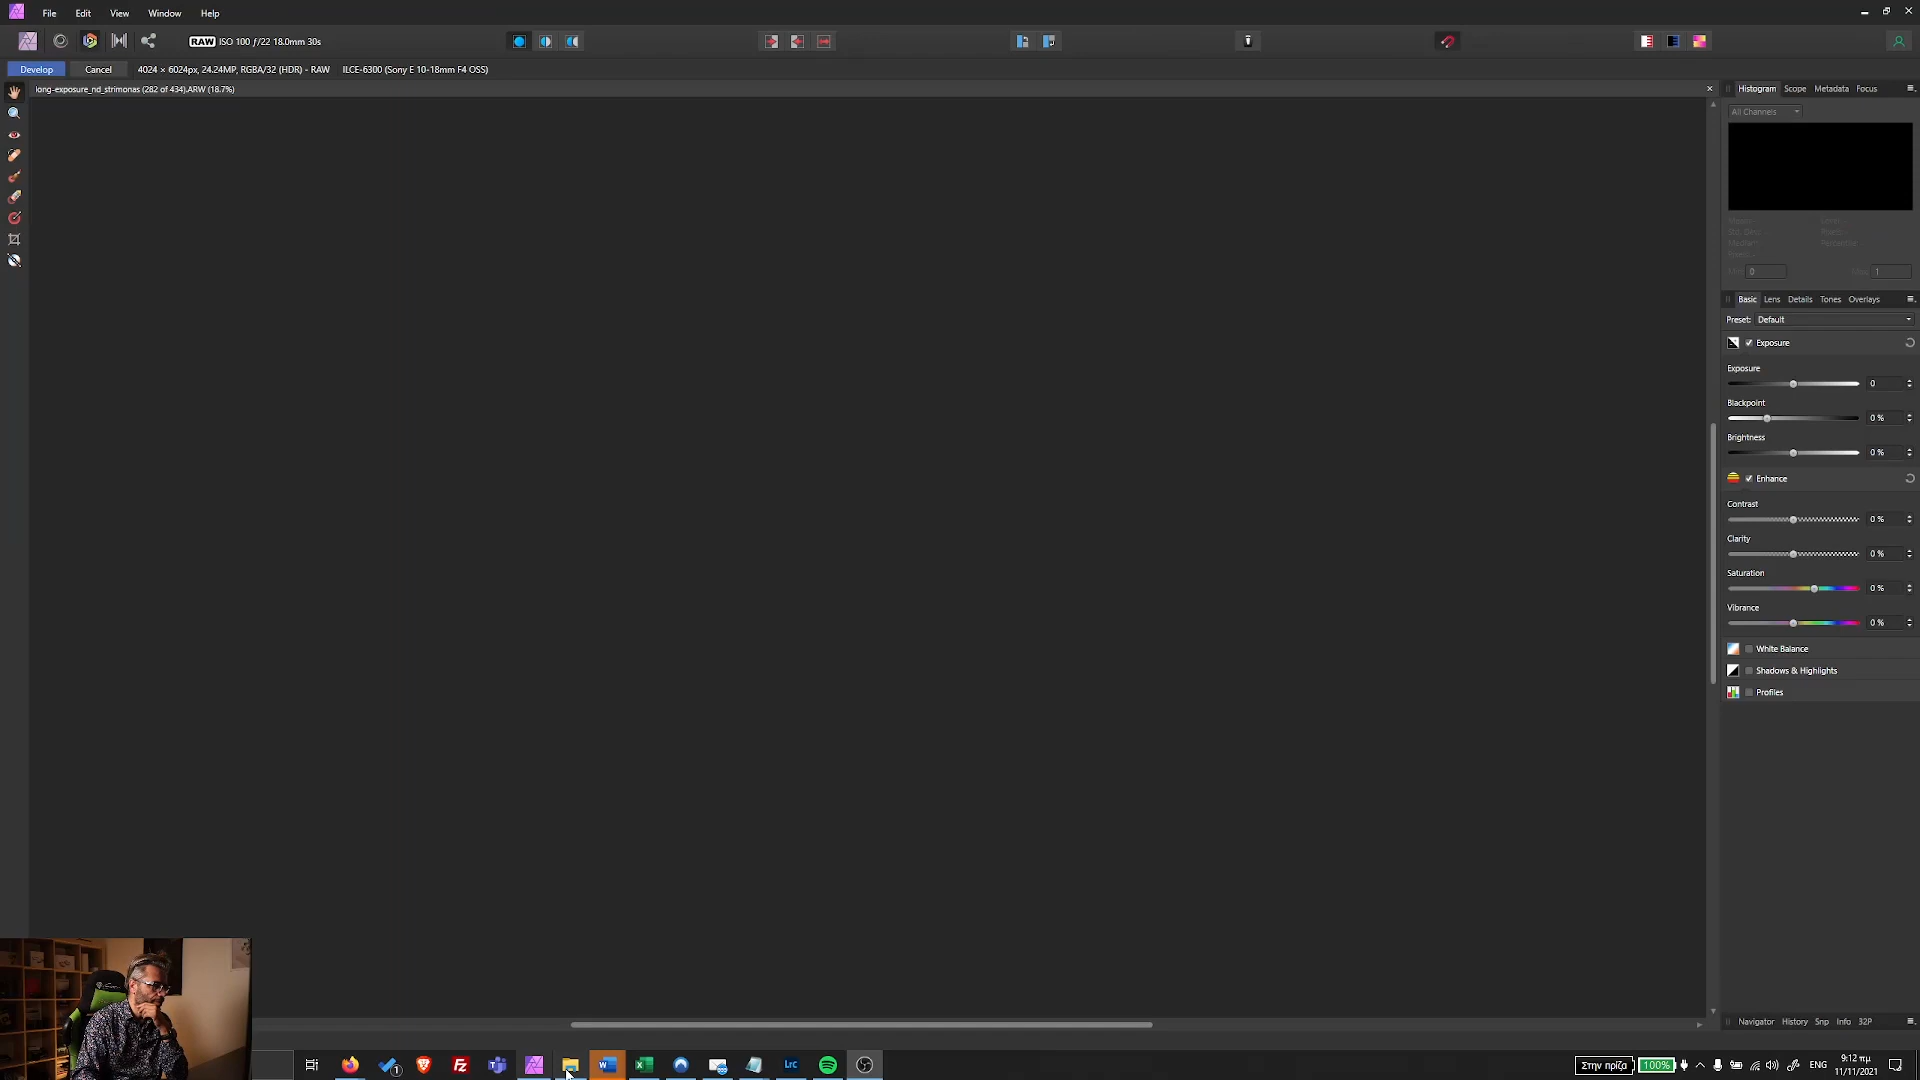 File Edit View Window Help
RAW ISO 100 ƒ/22 18.0mm 30s
Develop Cancel 4024 × 6024px, 24.24MP, RGBA/32 (HDR) - RAW ILCE-6300 (Sony E 10-18mm F4 OSS)
long-exposure_nd_strimonas (282 of 434).ARW (18.7%)
Histogram Scope Metadata Focus
All Channels
0 1
Basic Lens Details Tones Overlays
Preset: Default
Exposure
Exposure
0
Blackpoint
0 %
Brightness
0 %
Enhance
Contrast
0 %
Clarity
0 %
Saturation
0 %
Vibrance
0 %
White Balance
Shadows & Highlights
Profiles
Navigator History Snp Info 32P
Στην πρίζα 100% ENG 9:12 πμ
11/11/2021